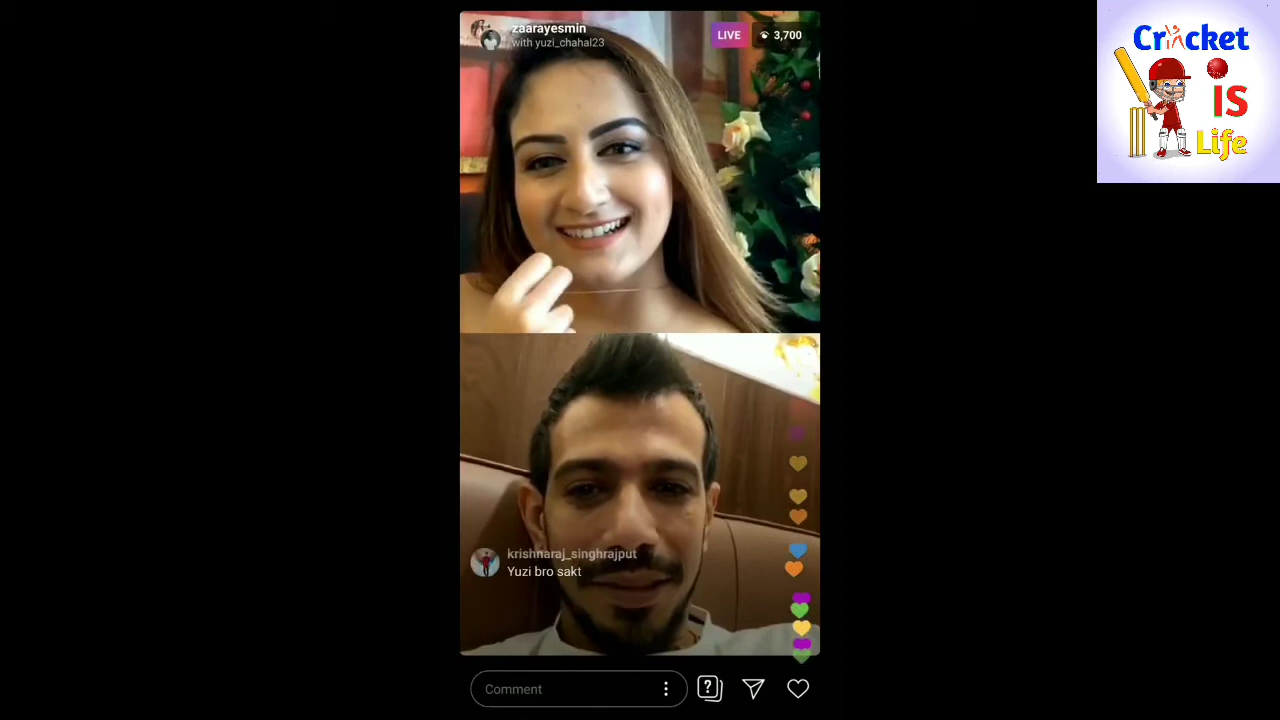 zaarayesmin
with yuzi_chahal23
LIVE
3,700
Cricket
IS
Life
krishnaraj_singhrajput
Yuzi bro sakt
Comment